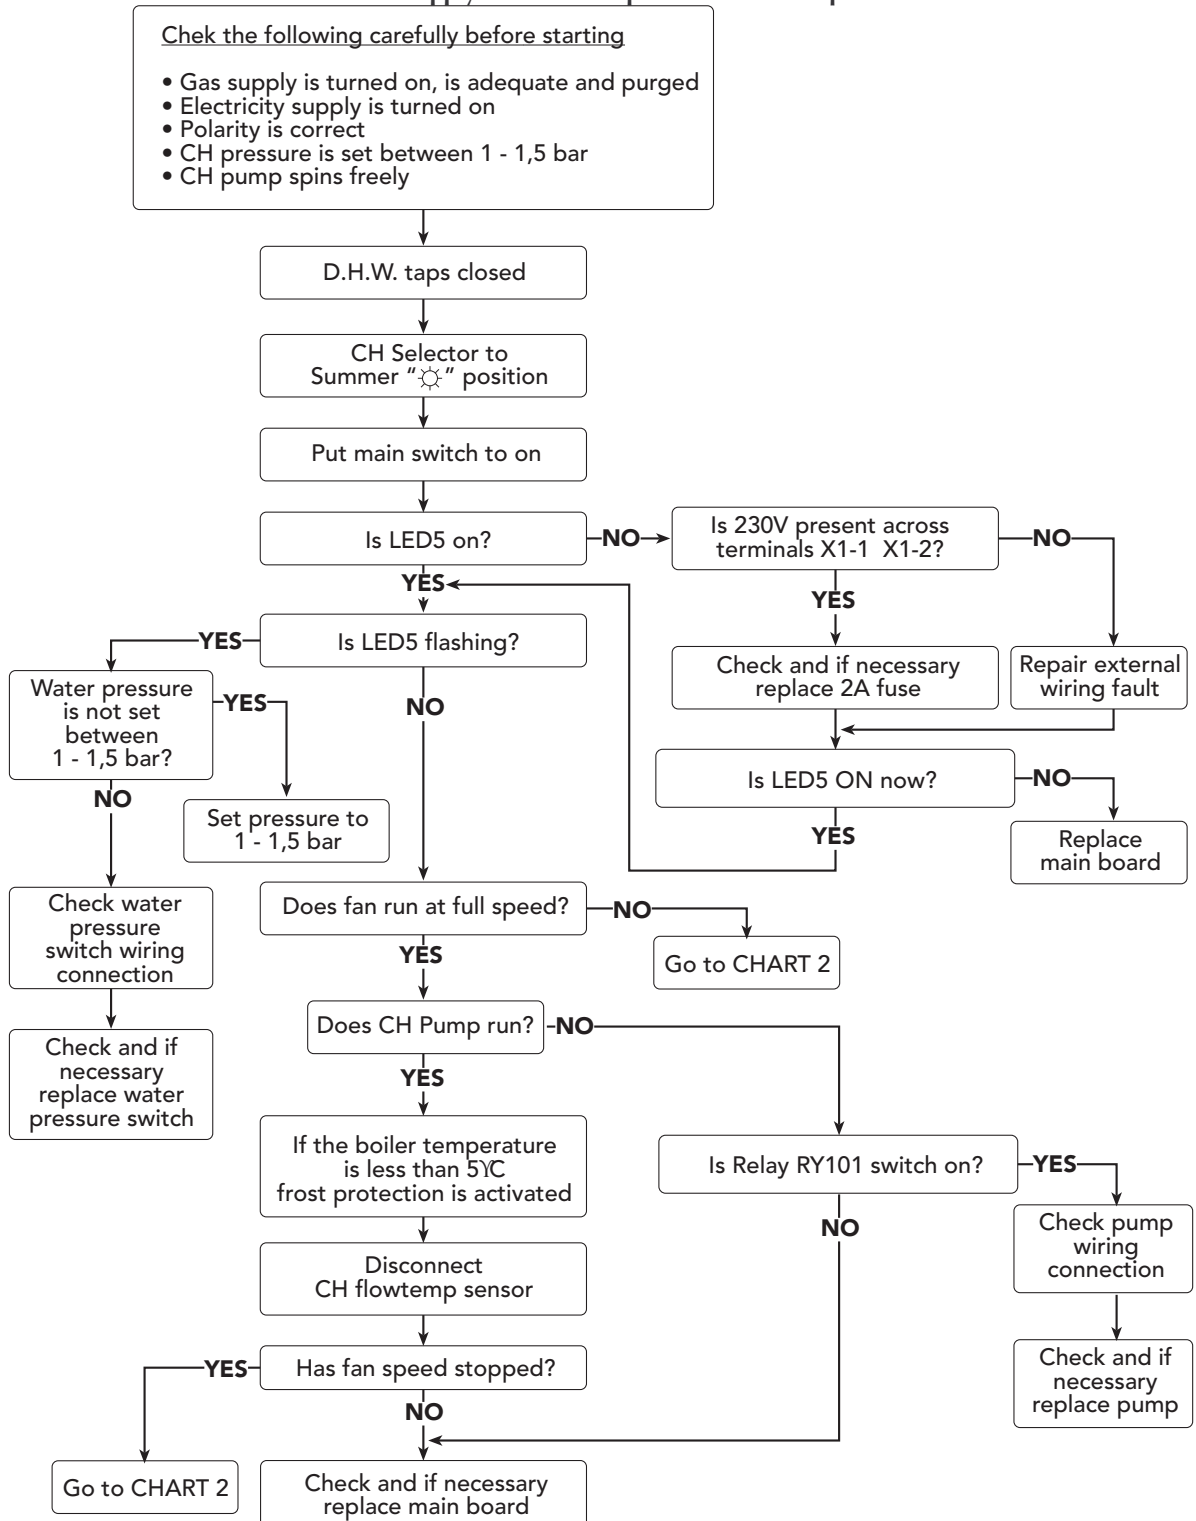 Chek the following carefully before starting
• Gas supply is turned on, is adequate and purged
• Electricity supply is turned on
• Polarity is correct
• CH pressure is set between 1 - 1,5 bar
• CH pump spins freely
D.H.W. taps closed
CH Selector to
Summer “☼” position
Put main switch to on
Is LED5 on?
NO
Is 230V present across
terminals X1-1 X1-2?
NO
YES
YES
Is LED5 flashing?
YES
NO
Check and if necessary
replace 2A fuse
Repair external
wiring fault
Water pressure
is not set
between
1 - 1,5 bar?
YES
NO
Set pressure to
1 - 1,5 bar
Is LED5 ON now?
NO
YES
Replace
main board
Check water
pressure
switch wiring
connection
Check and if
necessary
replace water
pressure switch
Does fan run at full speed?
NO
Go to CHART 2
YES
Does CH Pump run?
NO
YES
If the boiler temperature
is less than 5ϒC
frost protection is activated
Is Relay RY101 switch on?
YES
NO
Check pump
wiring
connection
Check and if
necessary
replace pump
Disconnect
CH flowtemp sensor
Has fan speed stopped?
YES
NO
Go to CHART 2
Check and if necessary
replace main board